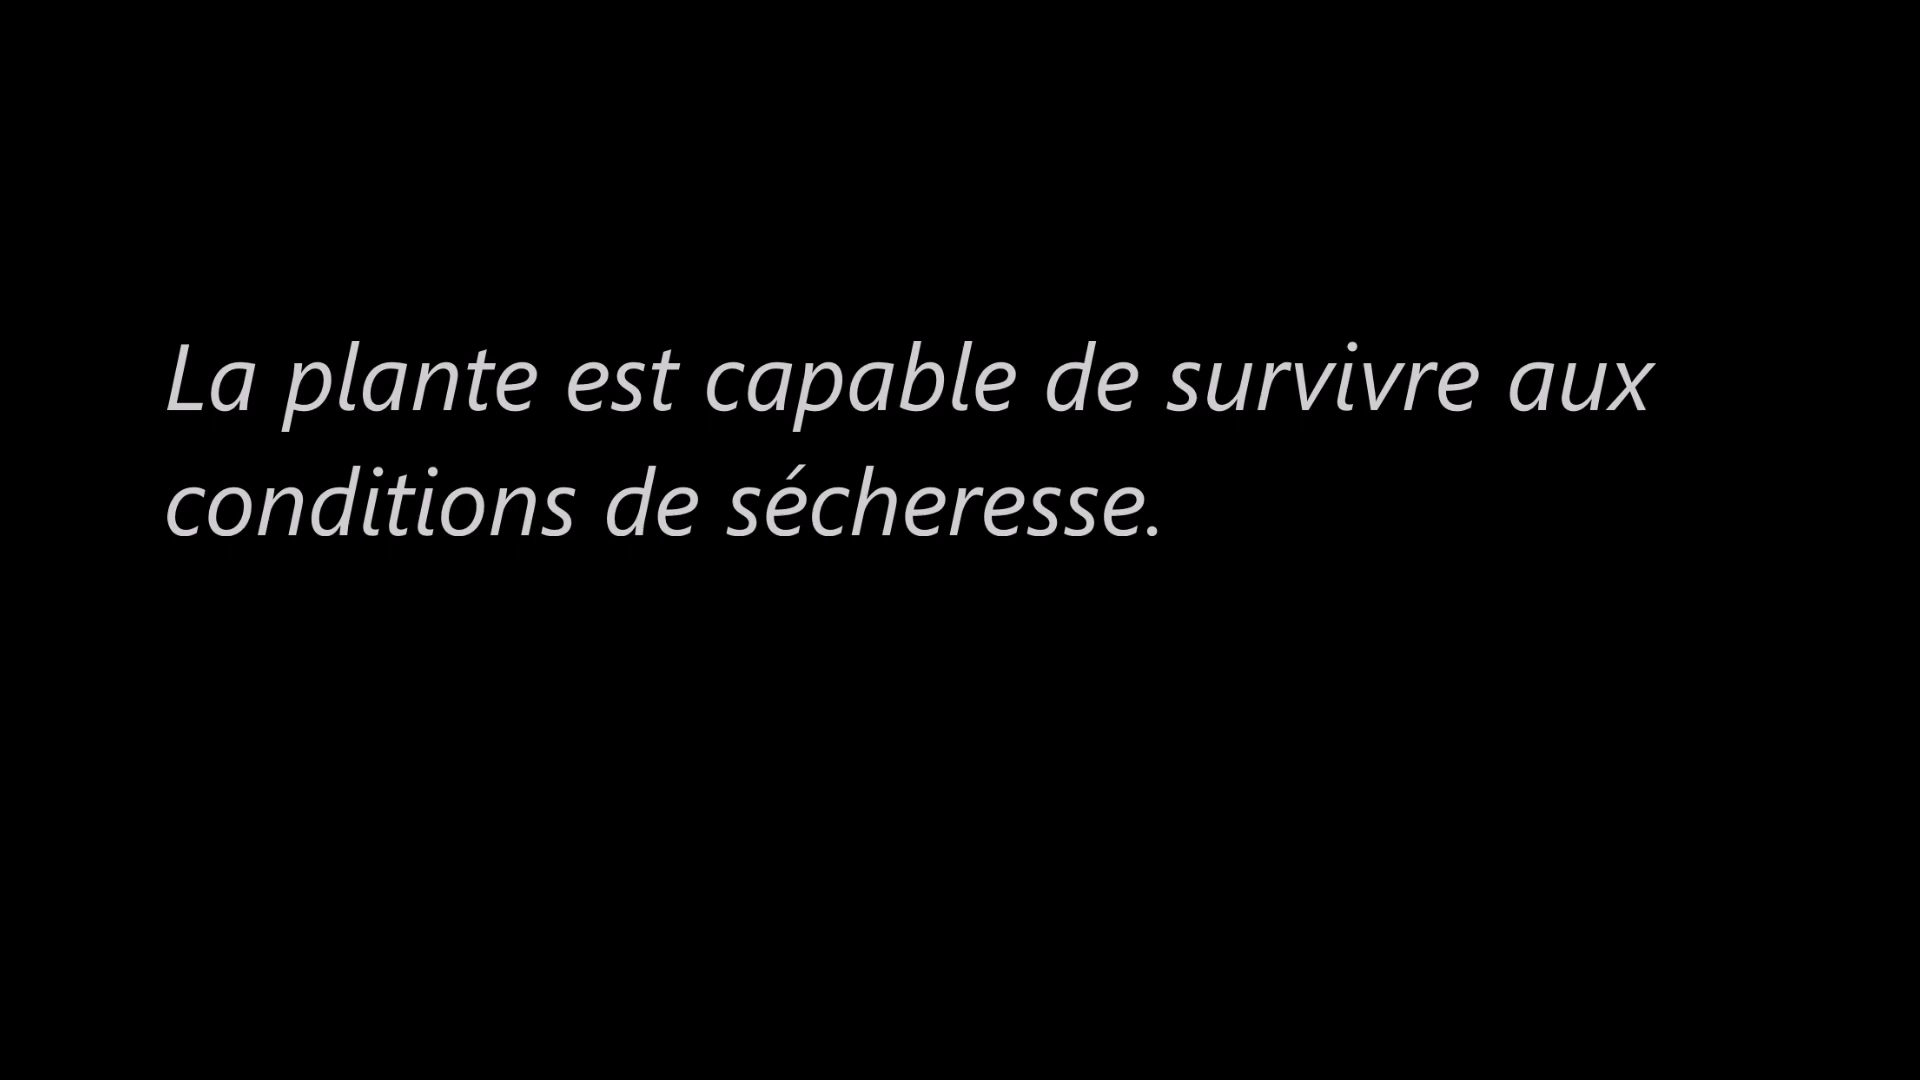 La plante est capable de survivre aux
conditions de sécheresse.